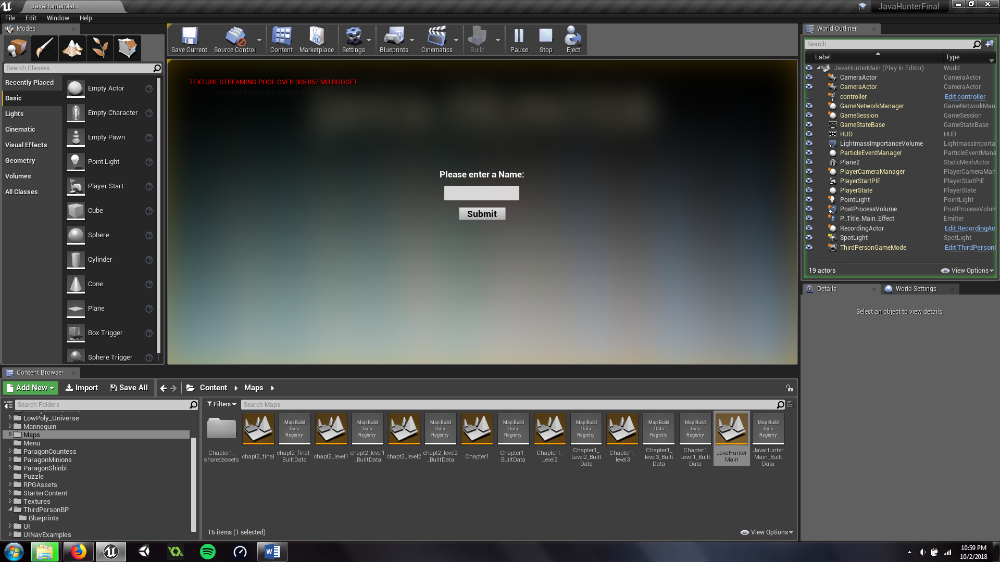 JavaHunterMain
JavaHunterFinal
File Edit Window Help
Modes
Search Classes
Recently Placed
Basic
Lights
Cinematic
Visual Effects
Geometry
Volumes
All Classes
Empty Actor
Empty Character
Empty Pawn
Point Light
Player Start
Cube
Sphere
Cylinder
Cone
Plane
Box Trigger
Sphere Trigger
Save Current Source Control Content Marketplace Settings Blueprints Cinematics Build Pause Stop Eject
TEXTURE STREAMING POOL OVER 305.057 MB BUDGET
'DisableAllScreenMessages' to suppress
Please enter a Name:
Submit
World Outliner
Search...
Label Type
JavaHunterMain (Play In Editor) World
CameraActor CameraActor
CameraActor CameraActor
controller Edit controller
GameNetworkManager GameNetworkMan
GameSession GameSession
GameStateBase GameStateBase
HUD HUD
LightmassImportanceVolume LightmassImporta
ParticleEventManager ParticleEventMana
Plane2 StaticMeshActor
PlayerCameraManager PlayerCameraMan
PlayerStartPIE PlayerStartPIE
PlayerState PlayerState
PointLight PointLight
PostProcessVolume PostProcessVolum
P_Title_Main_Effect Emitter
RecordingActor Edit RecordingAc
SpotLight SpotLight
ThirdPersonGameMode Edit ThirdPersonG
19 actors View Options
Details World Settings
Select an object to view details.
Content Browser
Add New Import Save All Content Maps
Search Folders
LowPoly_Universe
Mannequin
Maps
Menu
ParagonCountess
ParagonMinions
ParagonShinbi
Puzzle
RPGAssets
StarterContent
Textures
ThirdPersonBP
Blueprints
UI
UINavExamples
Filters Search Maps
Map Build Data Registry
Map Build Data Registry
Map Build Data Registry
Map Build Data Registry
Map Build Data Registry
Map Build Data Registry
Map Build Data Registry
Map Build Data Registry
Chapter1_sharedassets
chapt2_final
chapt2_final_BuiltData
chapt2_level1
chapt2_level1_BuiltData
chapt2_level2
chapt2_level2_BuiltData
Chapter1
Chapter1_BuiltData
Chapter1_Level2
Chapter1_Level2_BuiltData
Chapter1_level3
Chapter1_level3_BuiltData
Chapter1Level1_BuiltData
JavaHunterMain
JavaHunterMain_BuiltData
16 items (1 selected) View Options
10:59 PM
10/2/2018